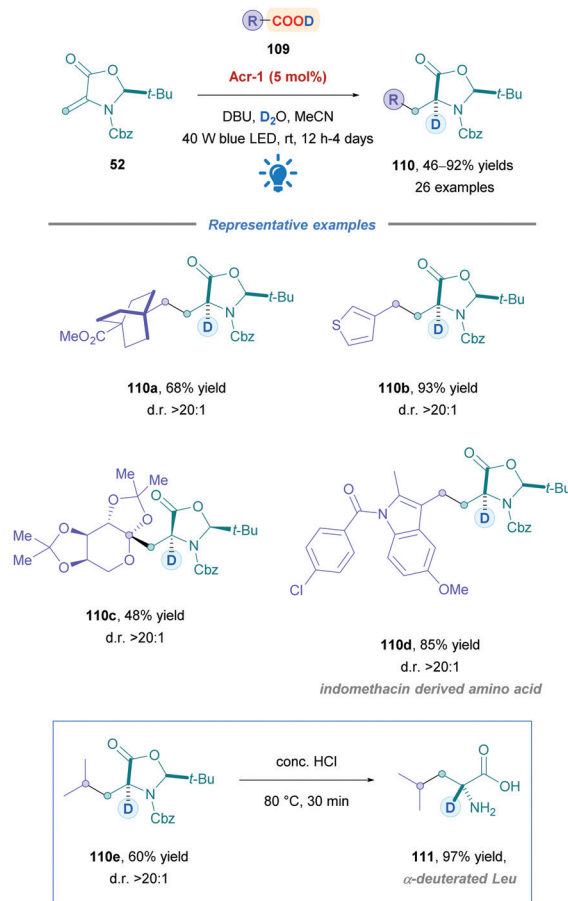 R COOD
109
Acr-1 (5 mol%)
DBU, D2O, MeCN
40 W blue LED, rt, 12 h-4 days
O
O
t-Bu
N
Cbz
52
O
O
t-Bu
R
N
D
Cbz
110, 46–92% yields
26 examples
Representative examples
O
O
t-Bu
N
D
Cbz
MeO2C
110a, 68% yield
d.r. >20:1
O
O
t-Bu
N
D
Cbz
S
110b, 93% yield
d.r. >20:1
Me
Me
O
O
O
O
t-Bu
N
D
Cbz
Me
Me
O
O
O
110c, 48% yield
d.r. >20:1
O
O
t-Bu
N
D
Cbz
O
N
Cl
OMe
110d, 85% yield
d.r. >20:1
indomethacin derived amino acid
O
O
t-Bu
N
D
Cbz
110e, 60% yield
d.r. >20:1
conc. HCl
80 °C, 30 min
O
OH
D
NH2
111, 97% yield,
α-deuterated Leu